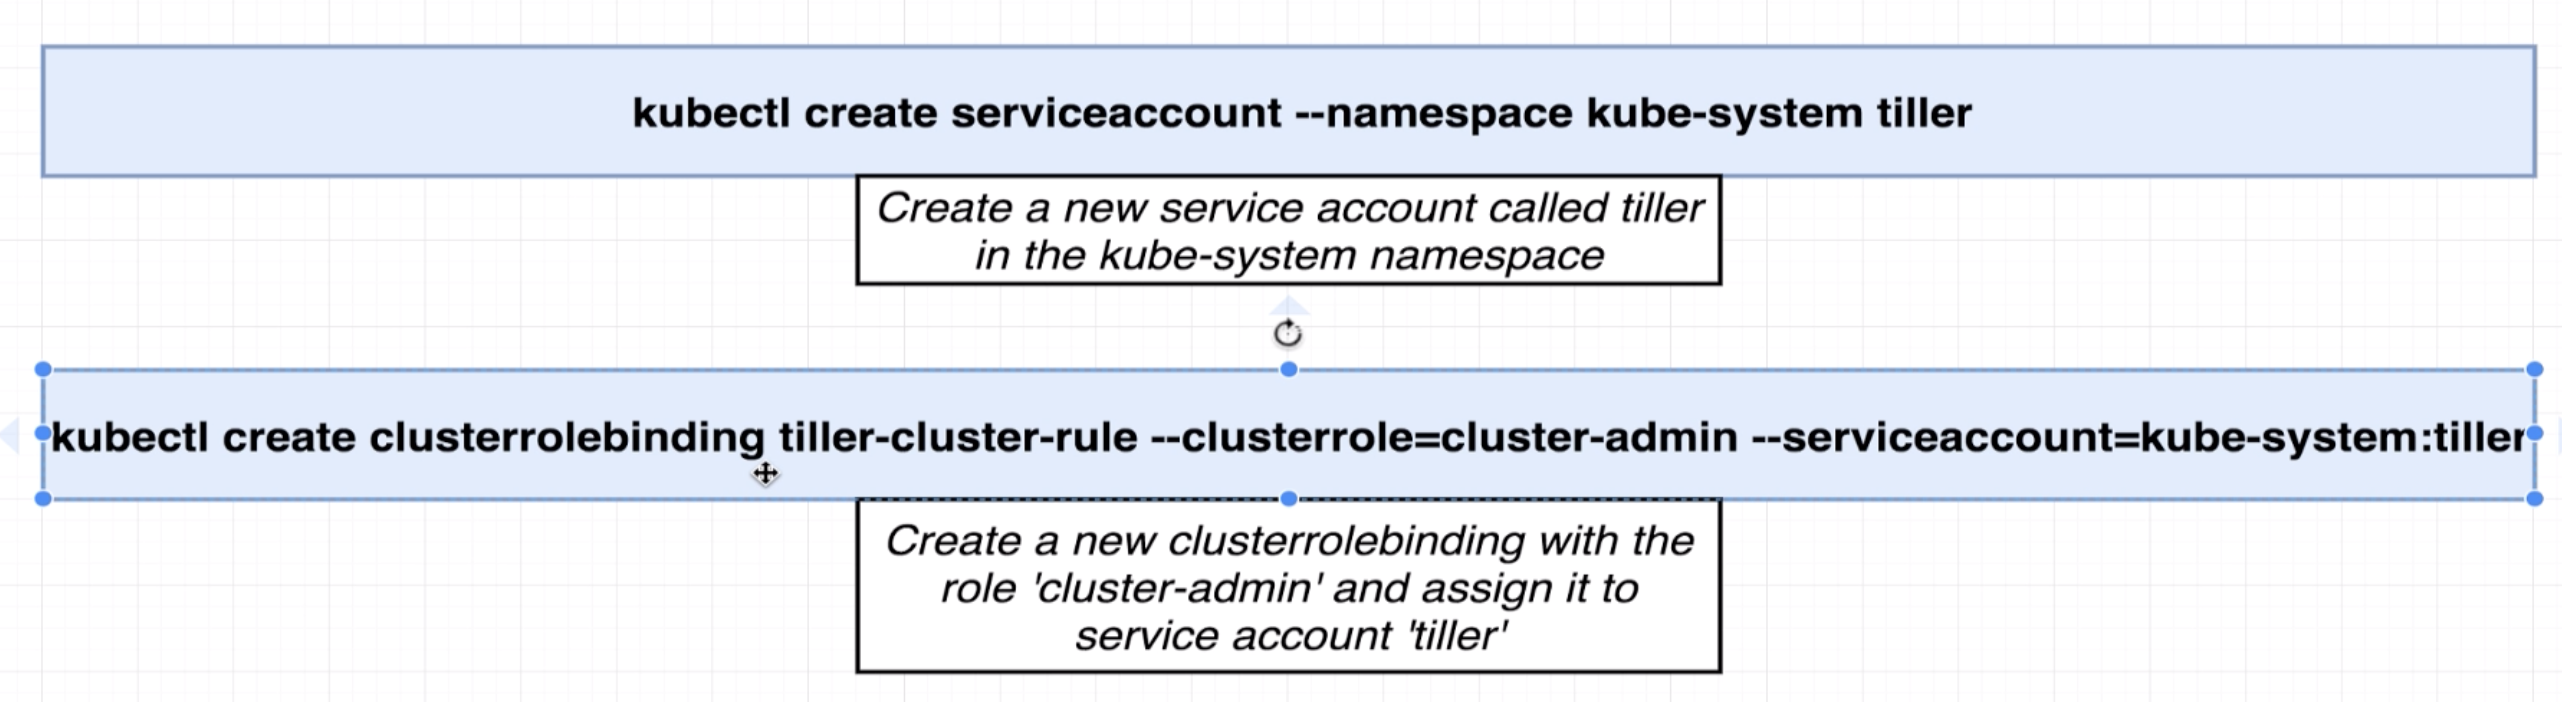 kubectl create serviceaccount --namespace kube-system tiller
Create a new service account called tiller
in the kube-system namespace
kubectl create clusterrolebinding tiller-cluster-rule --clusterrole=cluster-admin --serviceaccount=kube-system:tiller
Create a new clusterrolebinding with the
role 'cluster-admin' and assign it to
service account 'tiller'